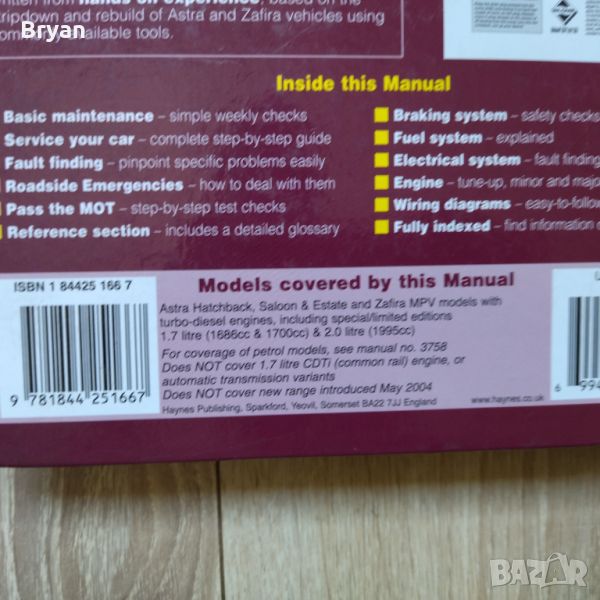 hands-on experience, based on the
stripdown and rebuild of Astra and Zafira vehicles using
available tools.
Bryan
Inside this Manual
Basic maintenance – simple weekly checks
Service your car – complete step-by-step guide
Fault finding – pinpoint specific problems easily
Roadside Emergencies – how to deal with them
Pass the MOT – step-by-step test checks
Reference section – includes a detailed glossary
Braking system – safety checks
Fuel system – explained
Electrical system – fault finding
Engine – tune-up, minor and
Wiring diagrams –
Fully indexed – find information
ISBN 1 84425 166 7
9 781844 251667
Models covered by this Manual
Astra Hatchback, Saloon & Estate and Zafira MPV models with
turbo-diesel engines, including special/limited editions
1.7 litre (1686cc & 1700cc) & 2.0 litre (1995cc)
For coverage of petrol models, see manual no. 3758
Does NOT cover 1.7 litre CDTi (common rail) engine, or
automatic transmission variants
Does NOT cover new range introduced May 2004
Haynes Publishing, Sparkford, Yeovil, Somerset BA22 7JJ England
www.haynes.co.uk
BAZAR